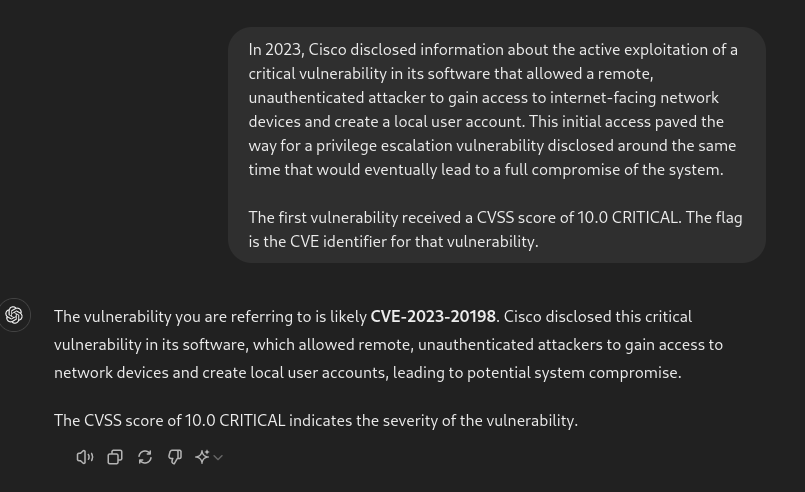 In 2023, Cisco disclosed information about the active exploitation of a
critical vulnerability in its software that allowed a remote,
unauthenticated attacker to gain access to internet-facing network
devices and create a local user account. This initial access paved the
way for a privilege escalation vulnerability disclosed around the same
time that would eventually lead to a full compromise of the system.
The first vulnerability received a CVSS score of 10.0 CRITICAL. The flag
is the CVE identifier for that vulnerability.
The vulnerability you are referring to is likely CVE-2023-20198. Cisco disclosed this critical
vulnerability in its software, which allowed remote, unauthenticated attackers to gain access to
network devices and create local user accounts, leading to potential system compromise.
The CVSS score of 10.0 CRITICAL indicates the severity of the vulnerability.